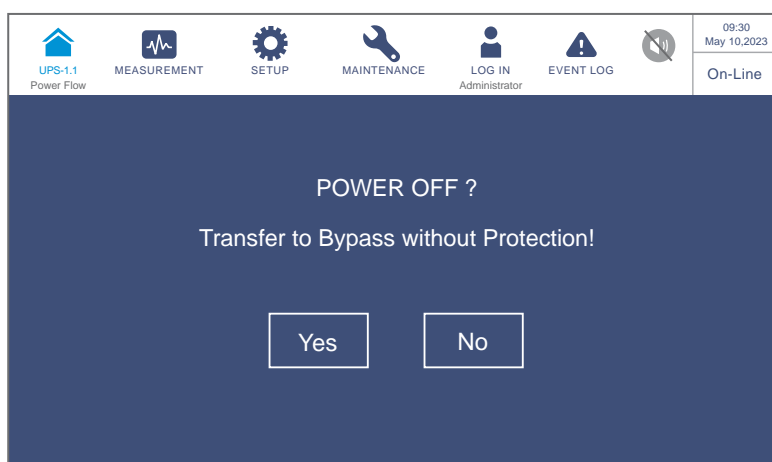 UPS-1.1
Power Flow
MEASUREMENT
SETUP
MAINTENANCE
LOG IN
Administrator
EVENT LOG
09:30
May 10,2023
On-Line
POWER OFF ?
Transfer to Bypass without Protection!
Yes
No